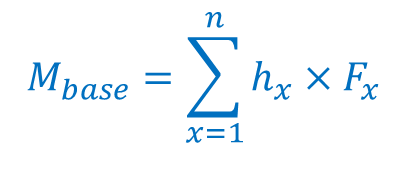 M_base = ∑_{x=1}^{n} h_x × F_x